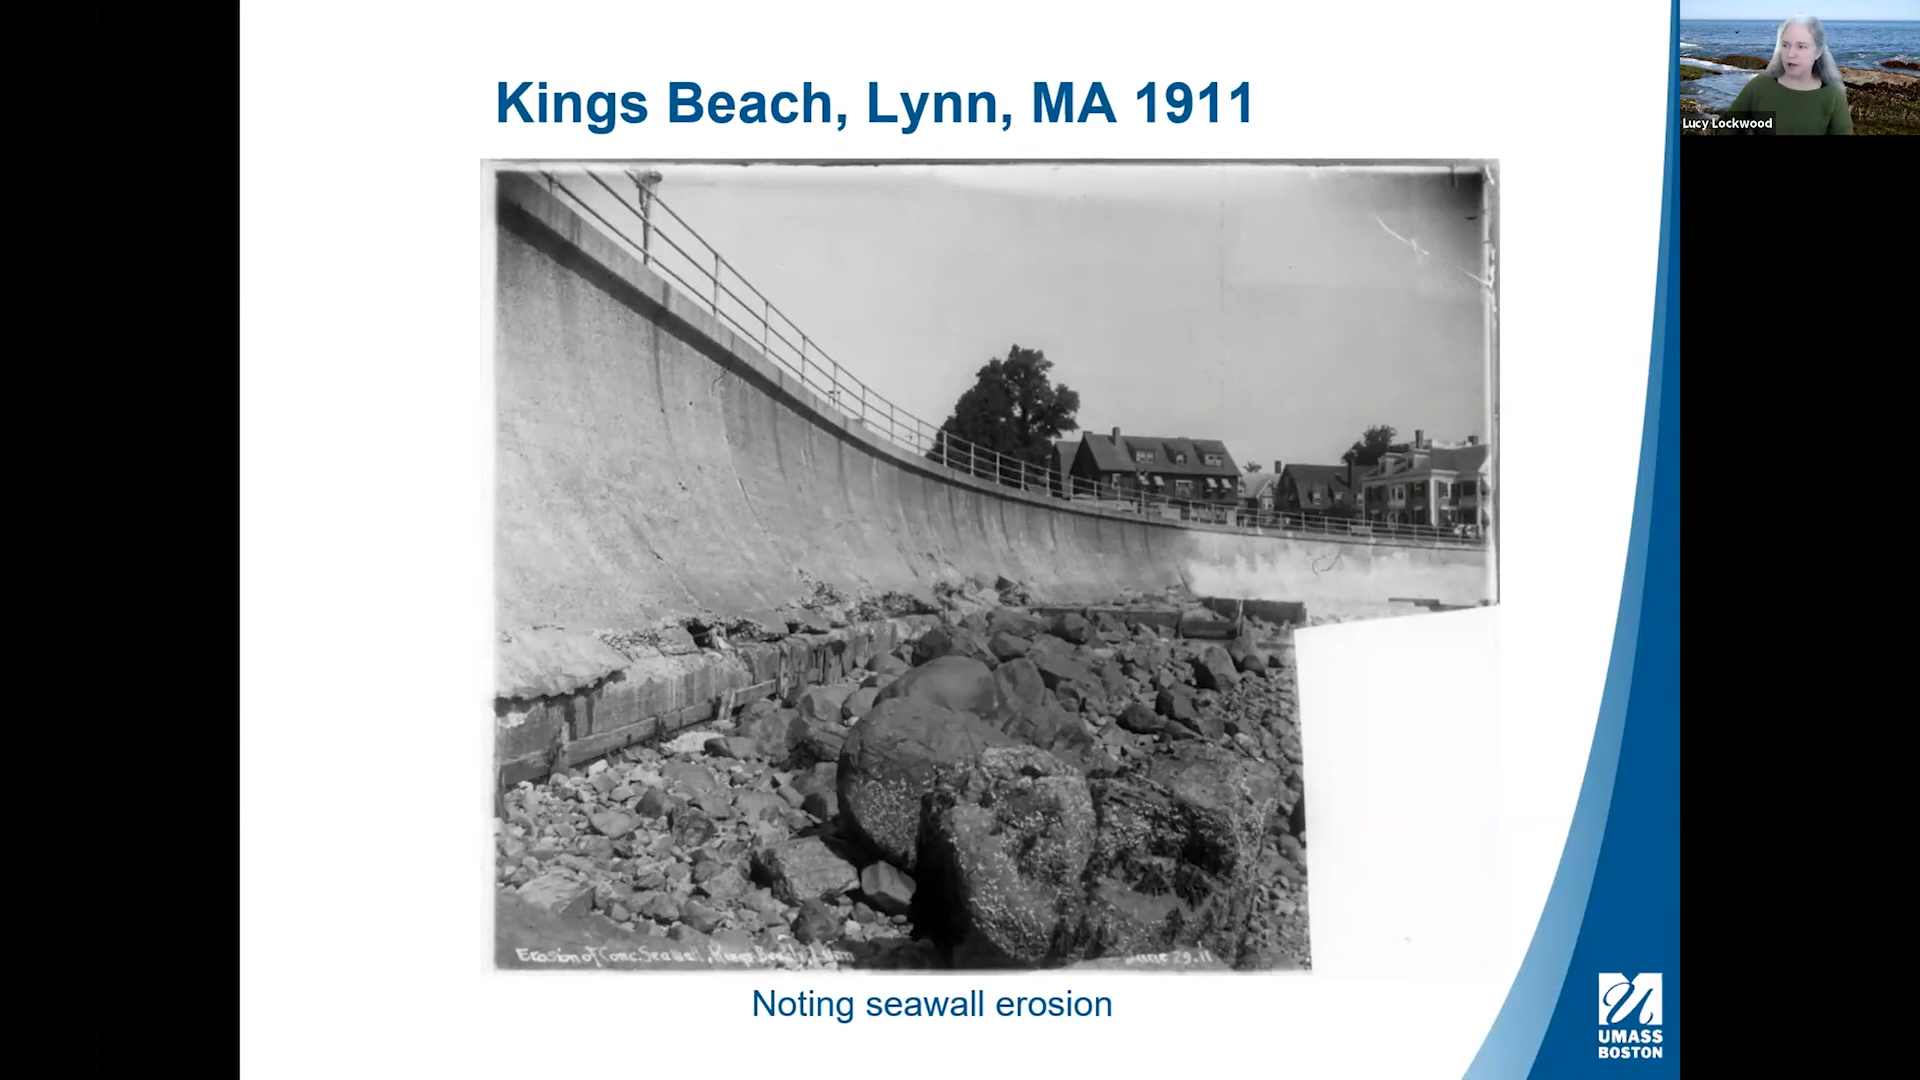 Kings Beach, Lynn, MA 1911
Lucy Lockwood
Erosion of Conc. Seawall, Kings Beach, Lynn
June 29.11
Noting seawall erosion
UMASS
BOSTON